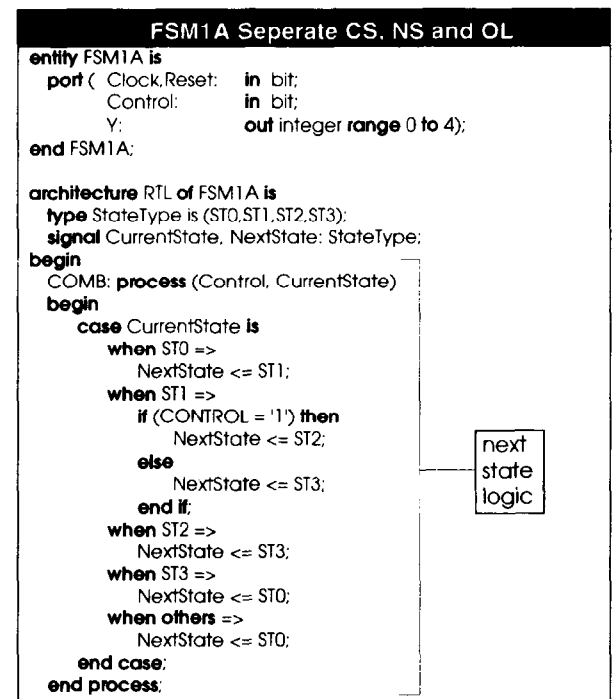 FSM1A Seperate CS, NS and OL
entity FSM1A is
port ( Clock,Reset: in bit;
Control: in bit;
Y: out integer range 0 to 4);
end FSM1A;
architecture RTL of FSM1A is
type StateType is (ST0,ST1,ST2,ST3);
signal CurrentState, NextState: StateType;
begin
COMB: process (Control, CurrentState)
begin
case CurrentState is
when ST0 =>
NextState <= ST1;
when ST1 =>
if (CONTROL = '1') then
NextState <= ST2;
else
NextState <= ST3;
end if;
when ST2 =>
NextState <= ST3;
when ST3 =>
NextState <= ST0;
when others =>
NextState <= ST0;
end case;
end process;
next
state
logic